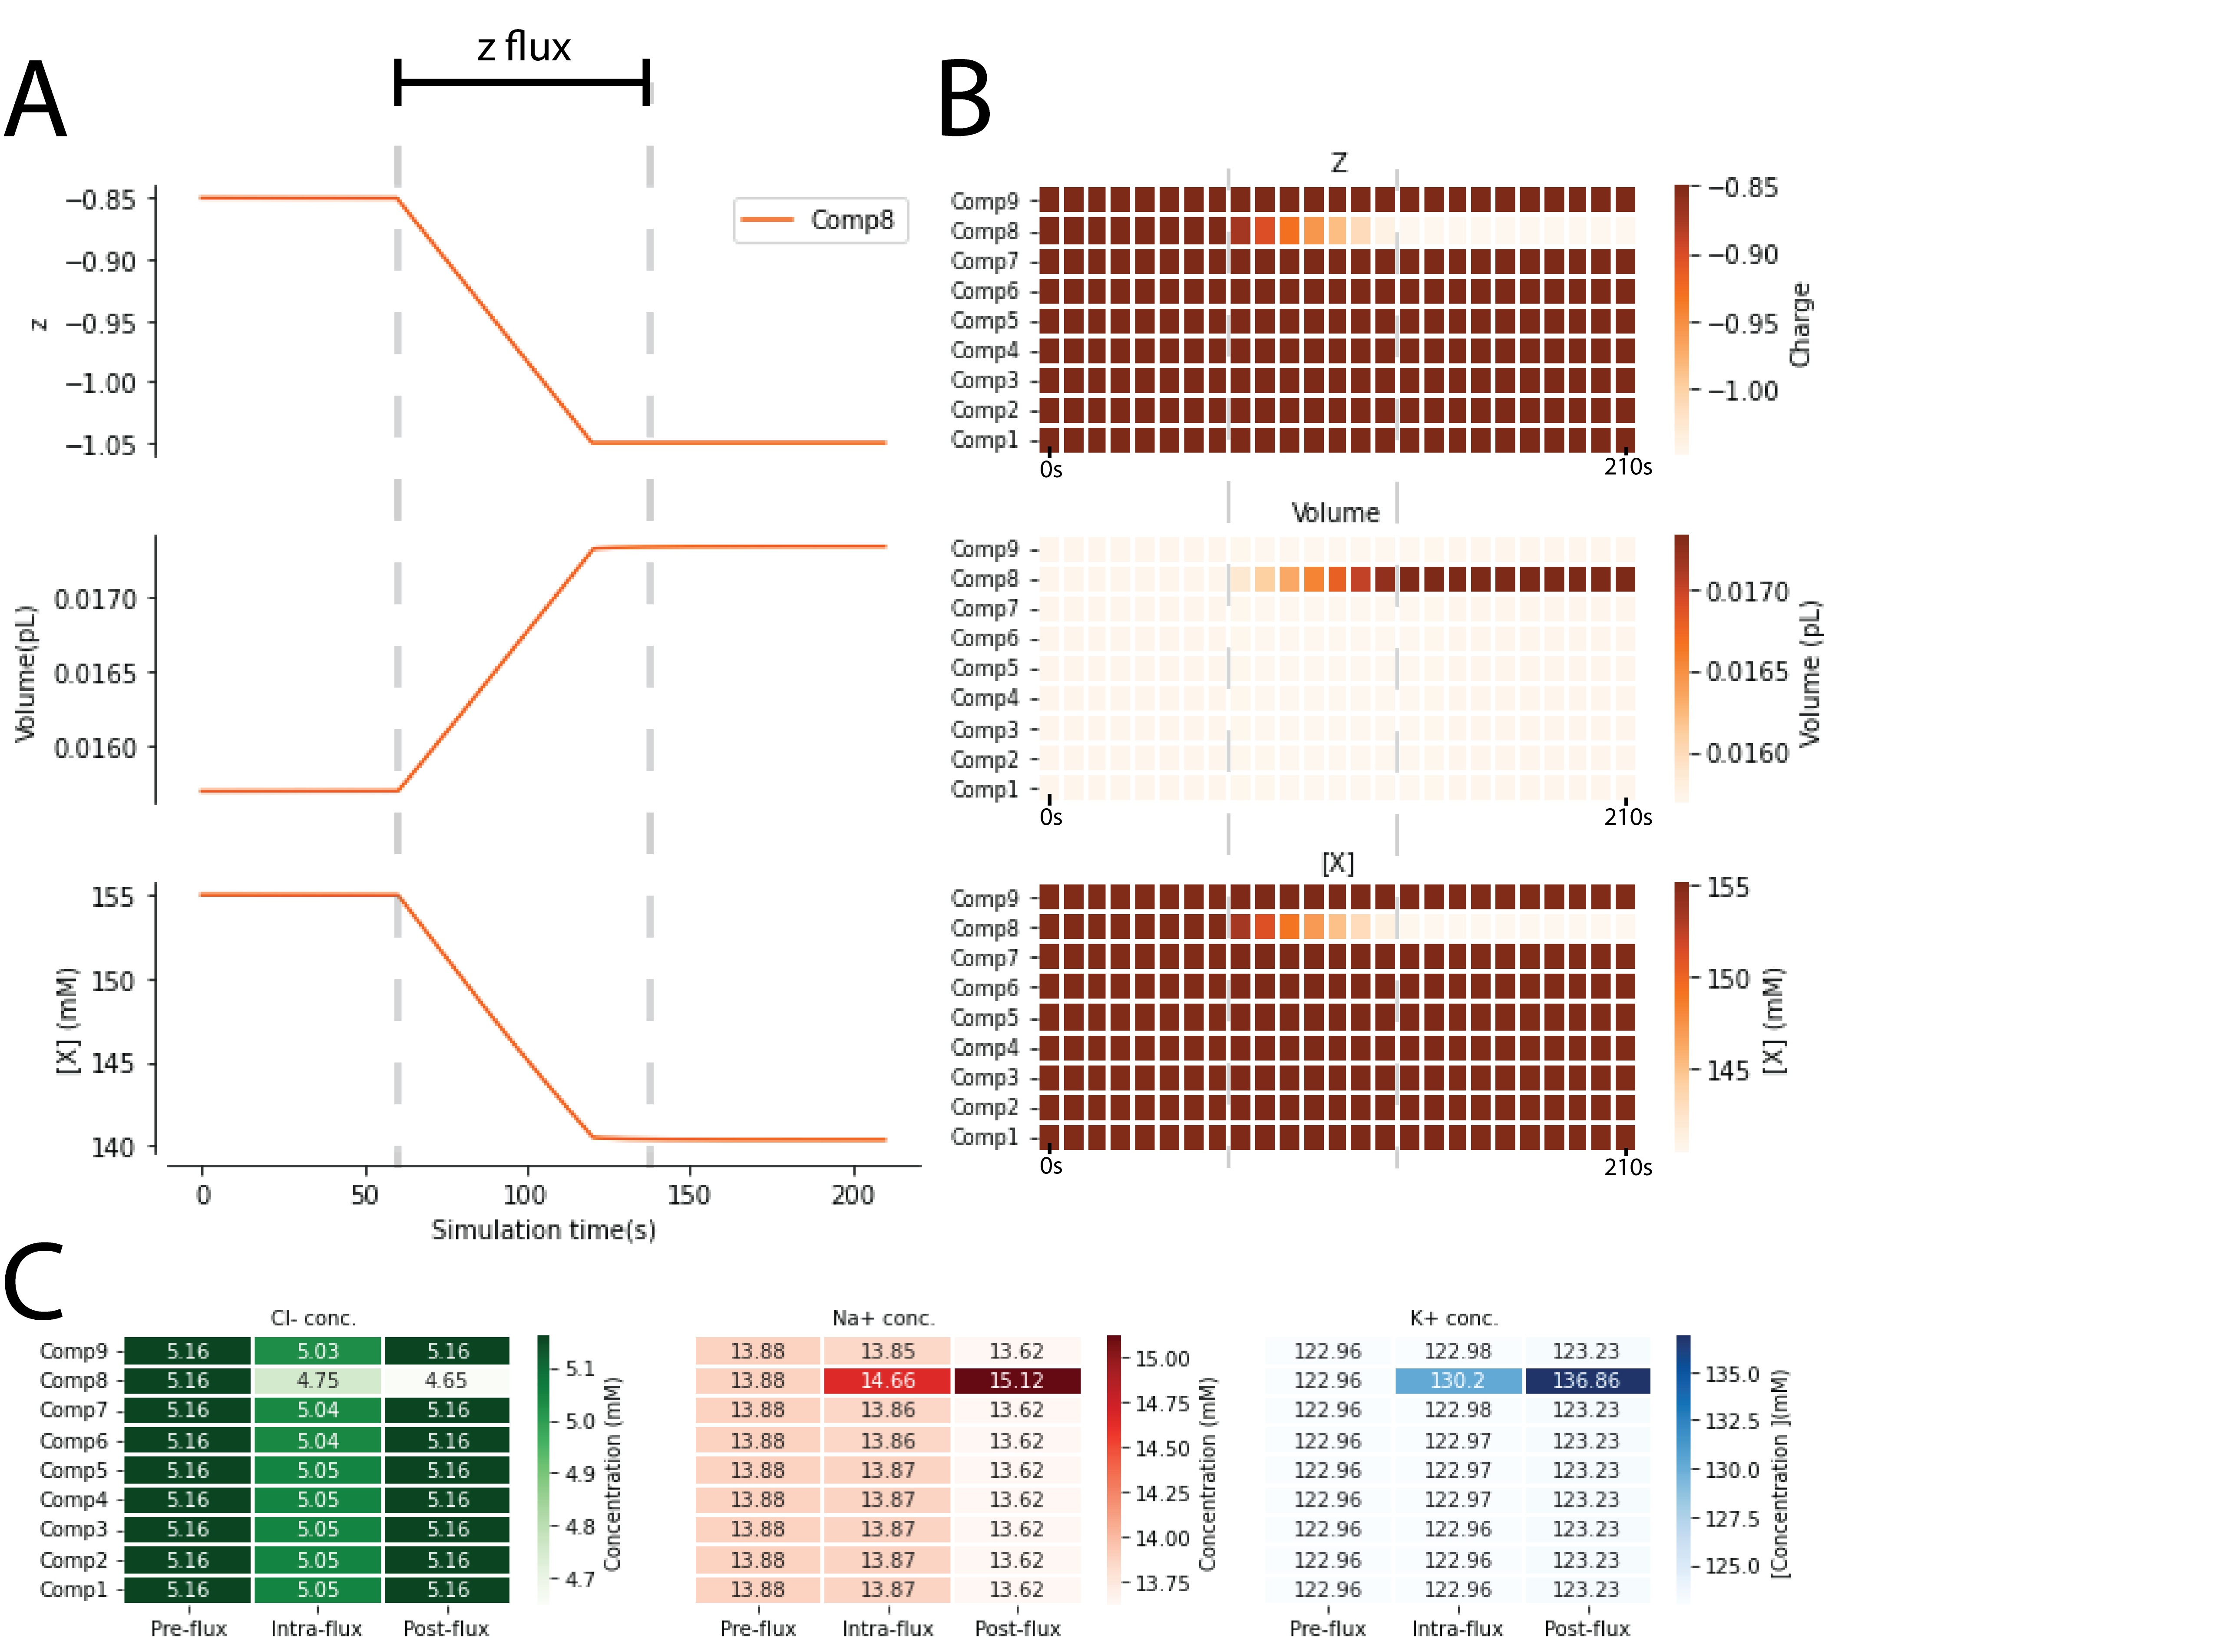 A
z flux
−0.85
−0.90
−0.95
−1.00
−1.05
z
Comp8
0.0170
0.0165
0.0160
Volume(pL)
155
150
145
140
[X] (mM)
0 50 100 150 200
Simulation time(s)
B
Z
Comp9
Comp8
Comp7
Comp6
Comp5
Comp4
Comp3
Comp2
Comp1
0s 210s
−0.85
−0.90
−0.95
−1.00
Charge
Volume
Comp9
Comp8
Comp7
Comp6
Comp5
Comp4
Comp3
Comp2
Comp1
0s 210s
0.0170
0.0165
0.0160
Volume (pL)
[X]
Comp9
Comp8
Comp7
Comp6
Comp5
Comp4
Comp3
Comp2
Comp1
0s 210s
155
150
145
[X] (mM)
C
Cl- conc.
Comp9 5.16 5.03 5.16
Comp8 5.16 4.75 4.65
Comp7 5.16 5.04 5.16
Comp6 5.16 5.04 5.16
Comp5 5.16 5.05 5.16
Comp4 5.16 5.05 5.16
Comp3 5.16 5.05 5.16
Comp2 5.16 5.05 5.16
Comp1 5.16 5.05 5.16
Pre-flux Intra-flux Post-flux
5.1
5.0
4.9
4.8
4.7
Concentration (mM)
Na+ conc.
13.88 13.85 13.62
13.88 14.66 15.12
13.88 13.86 13.62
13.88 13.86 13.62
13.88 13.87 13.62
13.88 13.87 13.62
13.88 13.87 13.62
13.88 13.87 13.62
13.88 13.87 13.62
Pre-flux Intra-flux Post-flux
15.00
14.75
14.50
14.25
14.00
13.75
Concentration (mM)
K+ conc.
122.96 122.98 123.23
122.96 130.2 136.86
122.96 122.98 123.23
122.96 122.97 123.23
122.96 122.97 123.23
122.96 122.97 123.23
122.96 122.96 123.23
122.96 122.96 123.23
122.96 122.96 123.23
Pre-flux Intra-flux Post-flux
135.0
132.5
130.0
127.5
125.0
[Concentration ](mM)